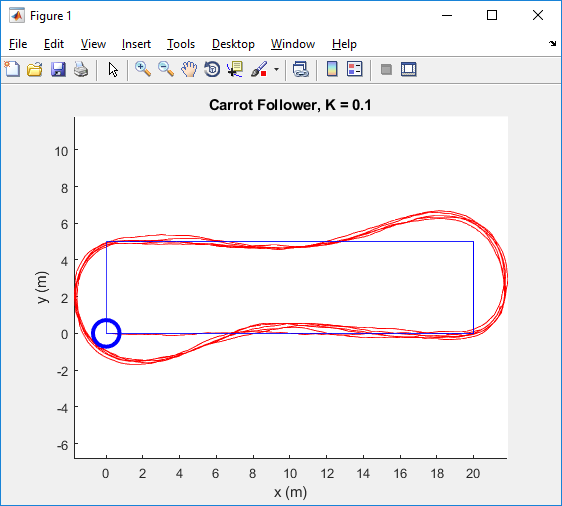 Figure 1
File Edit View Insert Tools Desktop Window Help
Carrot Follower, K = 0.1
10
8
6
4
2
0
-2
-4
-6
y (m)
0 2 4 6 8 10 12 14 16 18 20
x (m)